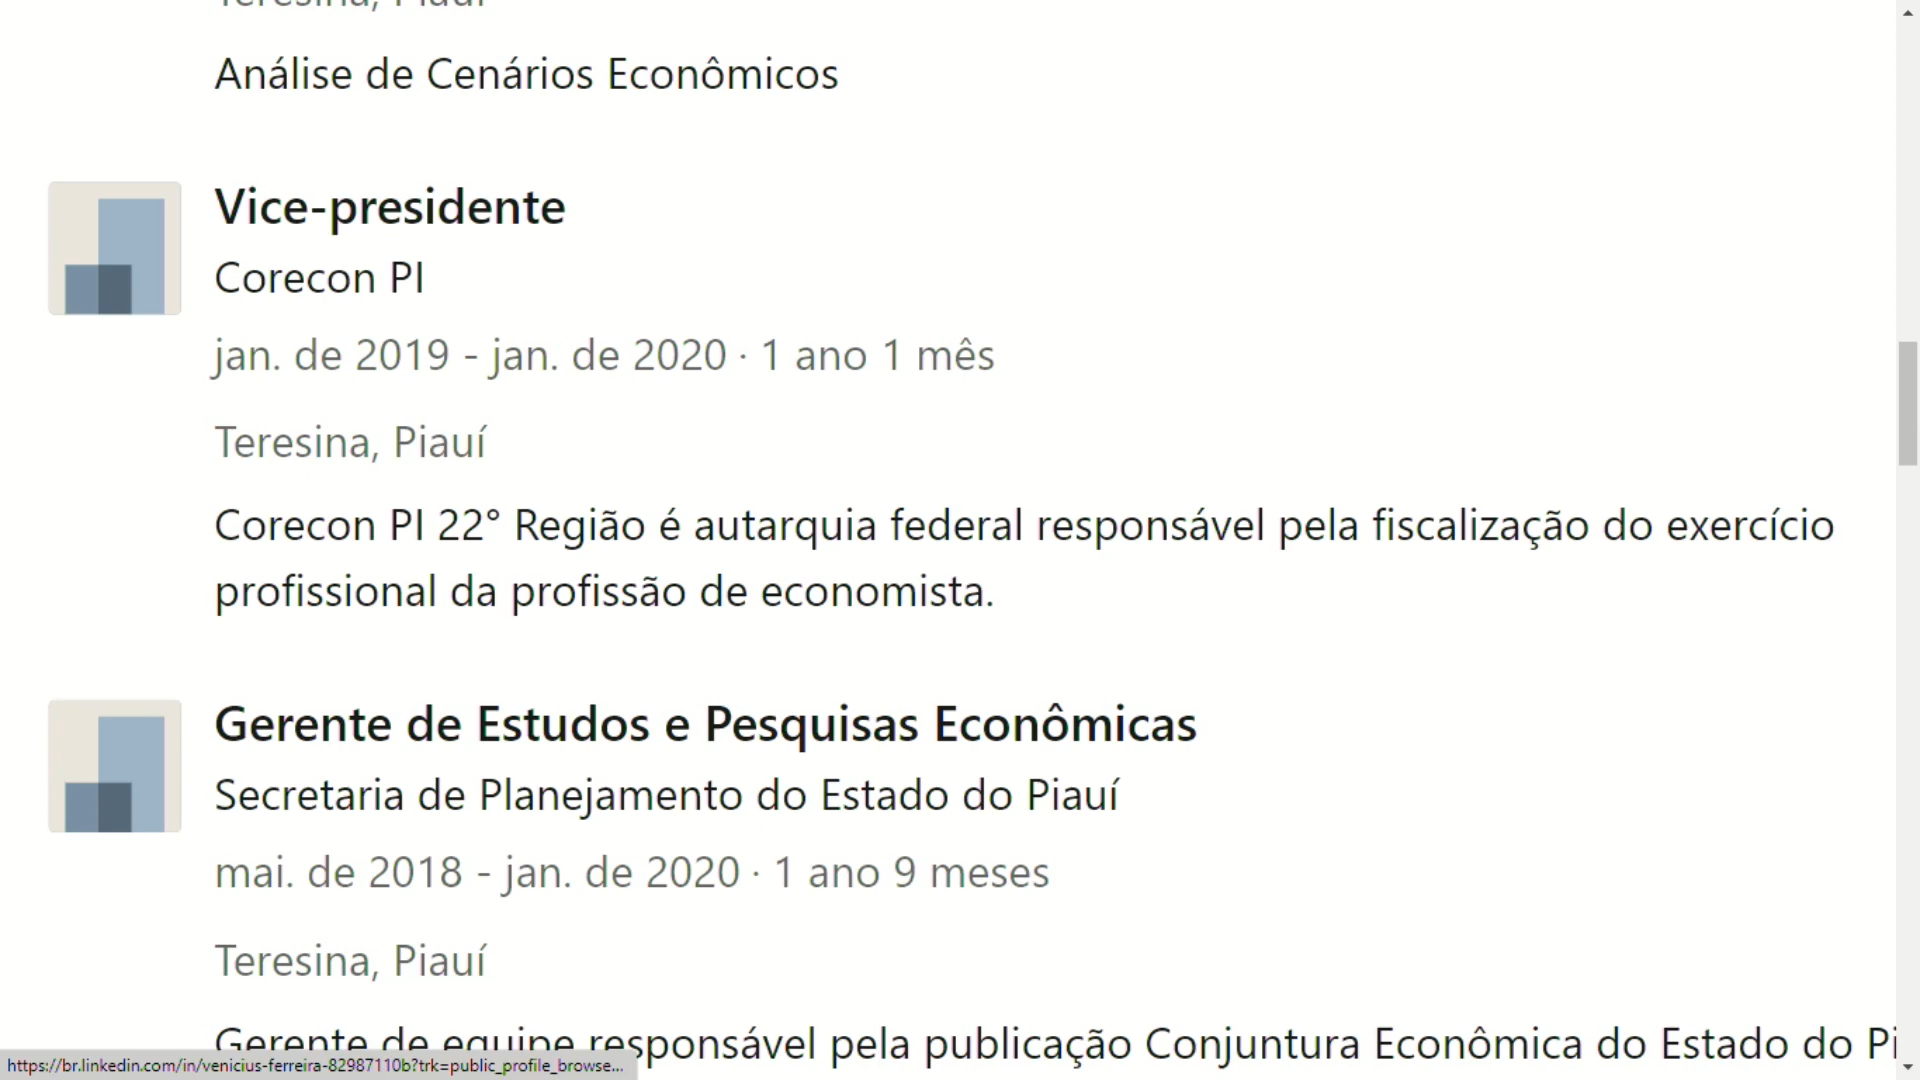 Teresina, Piauí
Análise de Cenários Econômicos
Vice-presidente
Corecon PI
jan. de 2019 - jan. de 2020 · 1 ano 1 mês
Teresina, Piauí
Corecon PI 22° Região é autarquia federal responsável pela fiscalização do exercício
profissional da profissão de economista.
Gerente de Estudos e Pesquisas Econômicas
Secretaria de Planejamento do Estado do Piauí
mai. de 2018 - jan. de 2020 · 1 ano 9 meses
Teresina, Piauí
Gerente de equipe responsável pela publicação Conjuntura Econômica do Estado do Pi
https://br.linkedin.com/in/venicius-ferreira-82987110b?trk=public_profile_browse...